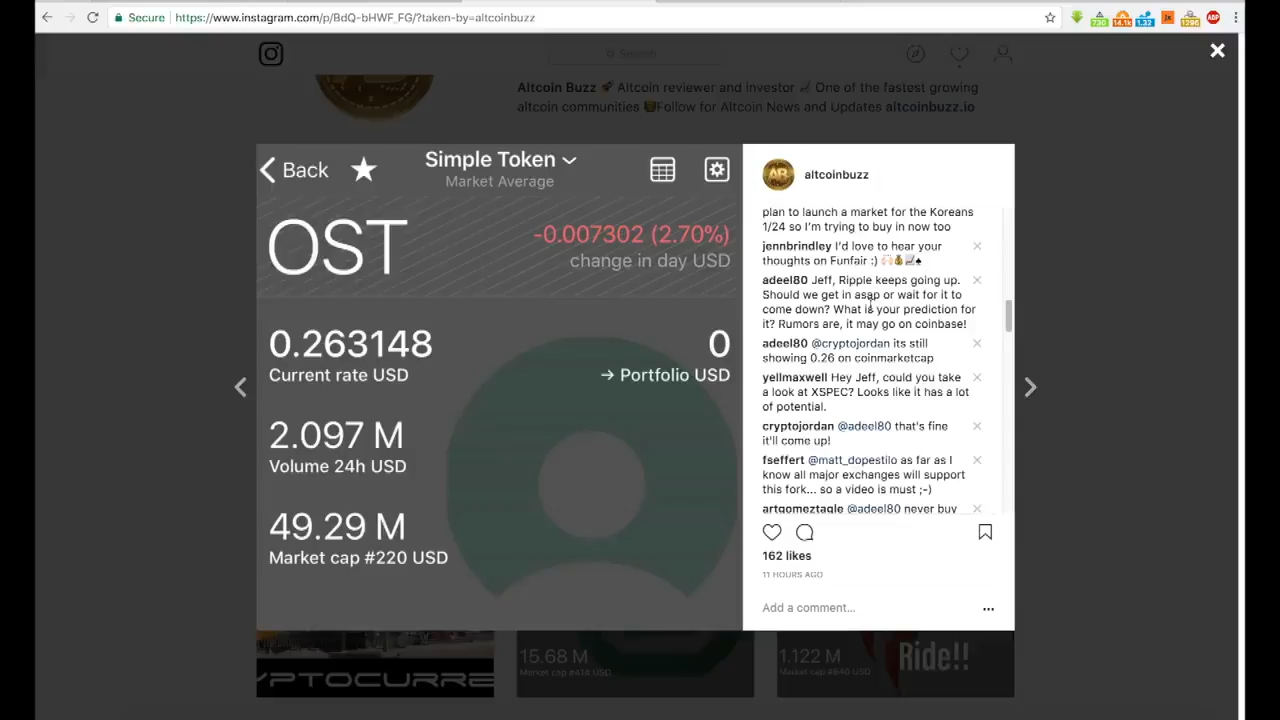 Secure
https://www.instagram.com/p/BdQ-bHWF_FG/?taken-by=altcoinbuzz
730
14.1k
1.32
1296
ABP
Search
Altcoin Buzz 🚀 Altcoin reviewer and investor 📈 One of the fastest growing
altcoin communities Follow for Altcoin News and Updates altcoinbuzz.io
Back
Simple Token
Market Average
OST
-0.007302 (2.70%)
change in day USD
0.263148
Current rate USD
0
→ Portfolio USD
2.097 M
Volume 24h USD
49.29 M
Market cap #220 USD
altcoinbuzz
plan to launch a market for the Koreans
1/24 so I'm trying to buy in now too
jennbrindley I'd love to hear your
thoughts on Funfair :) 🙌🏻💰📈♠
adeel80 Jeff, Ripple keeps going up.
Should we get in asap or wait for it to
come down? What is your prediction for
it? Rumors are, it may go on coinbase!
adeel80 @cryptojordan its still
showing 0.26 on coinmarketcap
yellmaxwell Hey Jeff, could you take
a look at XSPEC? Looks like it has a lot
of potential.
cryptojordan @adeel80 that's fine
it'll come up!
fseffert @matt_dopestilo as far as I
know all major exchanges will support
this fork... so a video is must ;-)
artgomeztagle @adeel80 never buy
162 likes
11 HOURS AGO
Add a comment...
YPTOCURRE
15.68 M
1.122 M
Ride!!